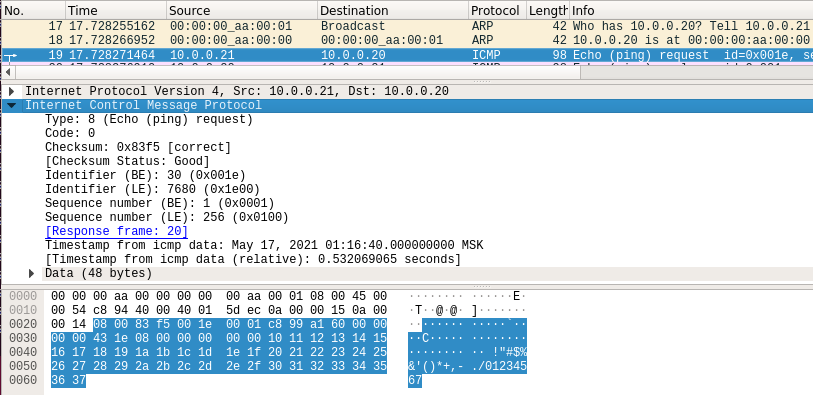 No. Time Source Destination Protocol Length Info
17 17.728255162 00:00:00_aa:00:01 Broadcast ARP 42 Who has 10.0.0.20? Tell 10.0.0.21
18 17.728266952 00:00:00_aa:00:00 00:00:00_aa:00:01 ARP 42 10.0.0.20 is at 00:00:00:aa:00:00
19 17.728271464 10.0.0.21 10.0.0.20 ICMP 98 Echo (ping) request id=0x001e, se
Internet Protocol Version 4, Src: 10.0.0.21, Dst: 10.0.0.20
Internet Control Message Protocol
Type: 8 (Echo (ping) request)
Code: 0
Checksum: 0x83f5 [correct]
[Checksum Status: Good]
Identifier (BE): 30 (0x001e)
Identifier (LE): 7680 (0x1e00)
Sequence number (BE): 1 (0x0001)
Sequence number (LE): 256 (0x0100)
[Response frame: 20]
Timestamp from icmp data: May 17, 2021 01:16:40.000000000 MSK
[Timestamp from icmp data (relative): 0.532069065 seconds]
Data (48 bytes)
0000 00 00 00 aa 00 00 00 00 00 aa 00 01 08 00 45 00 ········ ······E·
0010 00 54 c8 94 40 00 40 01 5d ec 0a 00 00 15 0a 00 ·T··@·@· ]·······
0020 00 14 08 00 83 f5 00 1e 00 01 c8 99 a1 60 00 00 ········ ·····`··
0030 00 00 43 1e 08 00 00 00 00 00 10 11 12 13 14 15 ··C····· ········
0040 16 17 18 19 1a 1b 1c 1d 1e 1f 20 21 22 23 24 25 ········ ·· !"#$%
0050 26 27 28 29 2a 2b 2c 2d 2e 2f 30 31 32 33 34 35 &'()*+,- ./012345
0060 36 37 67